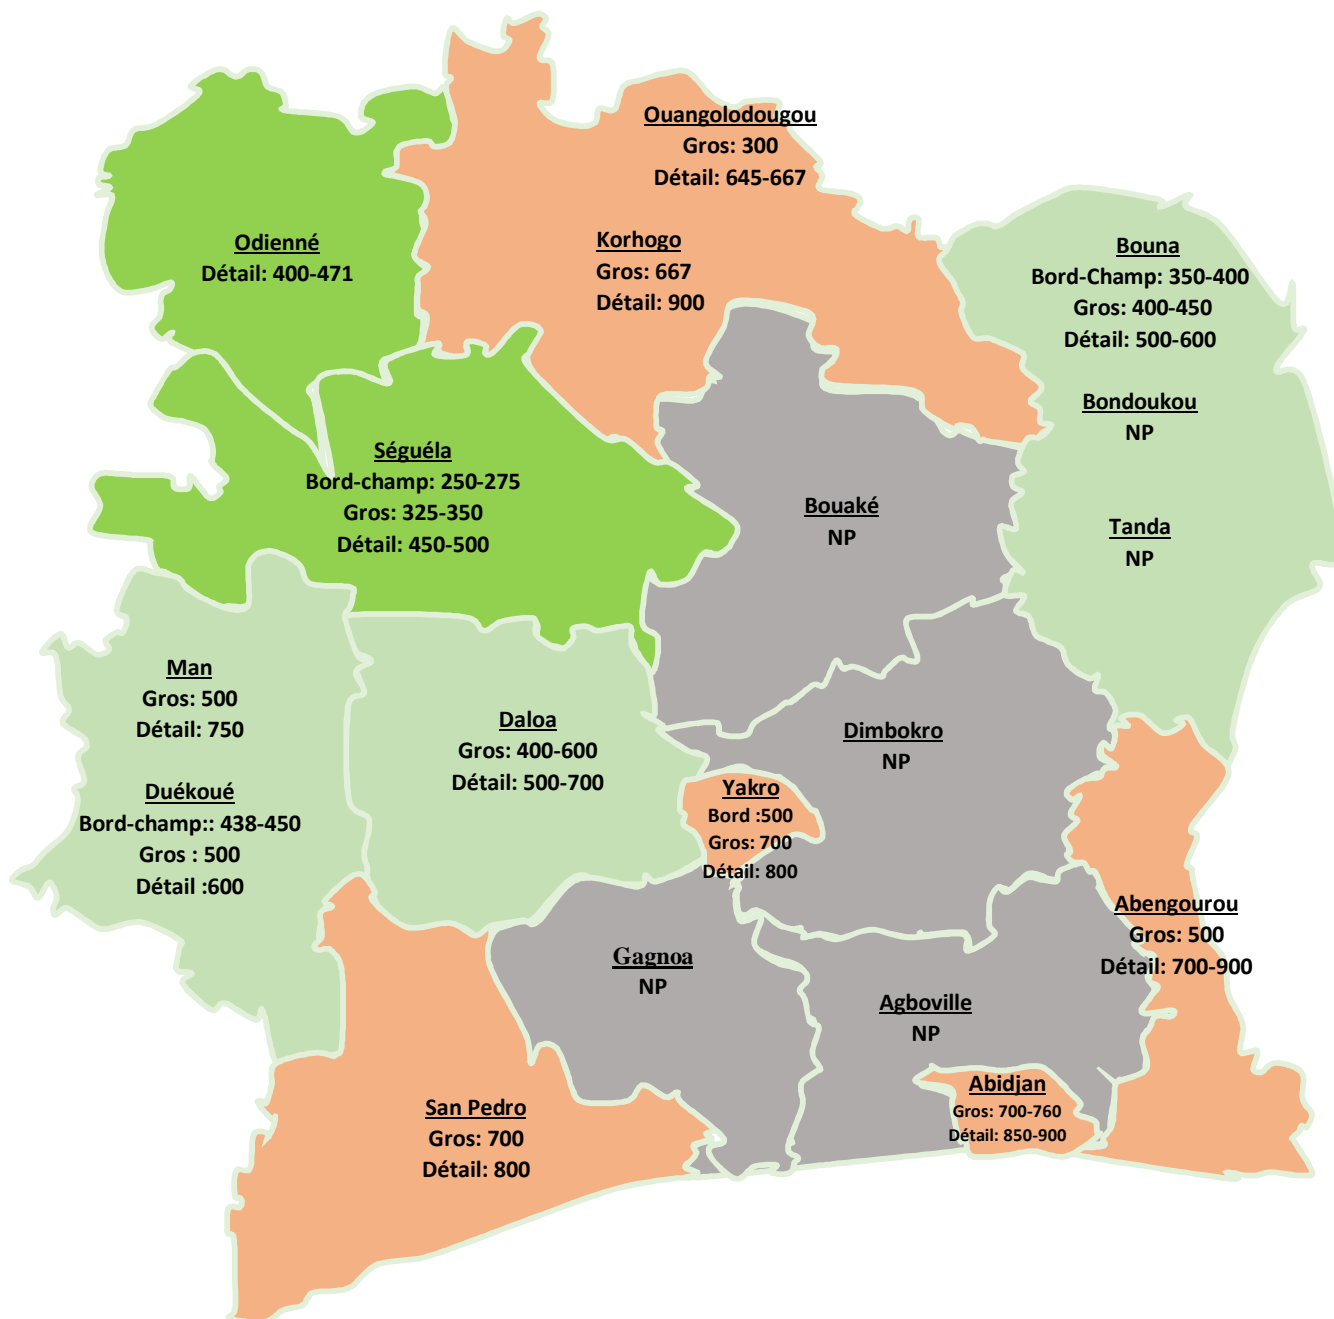 Ouangolodougou
Gros: 300
Détail: 645-667
Odienné
Détail: 400-471
Korhogo
Gros: 667
Détail: 900
Bouna
Bord-Champ: 350-400
Gros: 400-450
Détail: 500-600
Bondoukou
NP
Tanda
NP
Séguéla
Bord-champ: 250-275
Gros: 325-350
Détail: 450-500
Bouaké
NP
Man
Gros: 500
Détail: 750
Duékoué
Bord-champ:: 438-450
Gros : 500
Détail :600
Daloa
Gros: 400-600
Détail: 500-700
Dimbokro
NP
Yakro
Bord :500
Gros: 700
Détail: 800
Abengourou
Gros: 500
Détail: 700-900
Gagnoa
NP
Agboville
NP
Abidjan
Gros: 700-760
Détail: 850-900
San Pedro
Gros: 700
Détail: 800